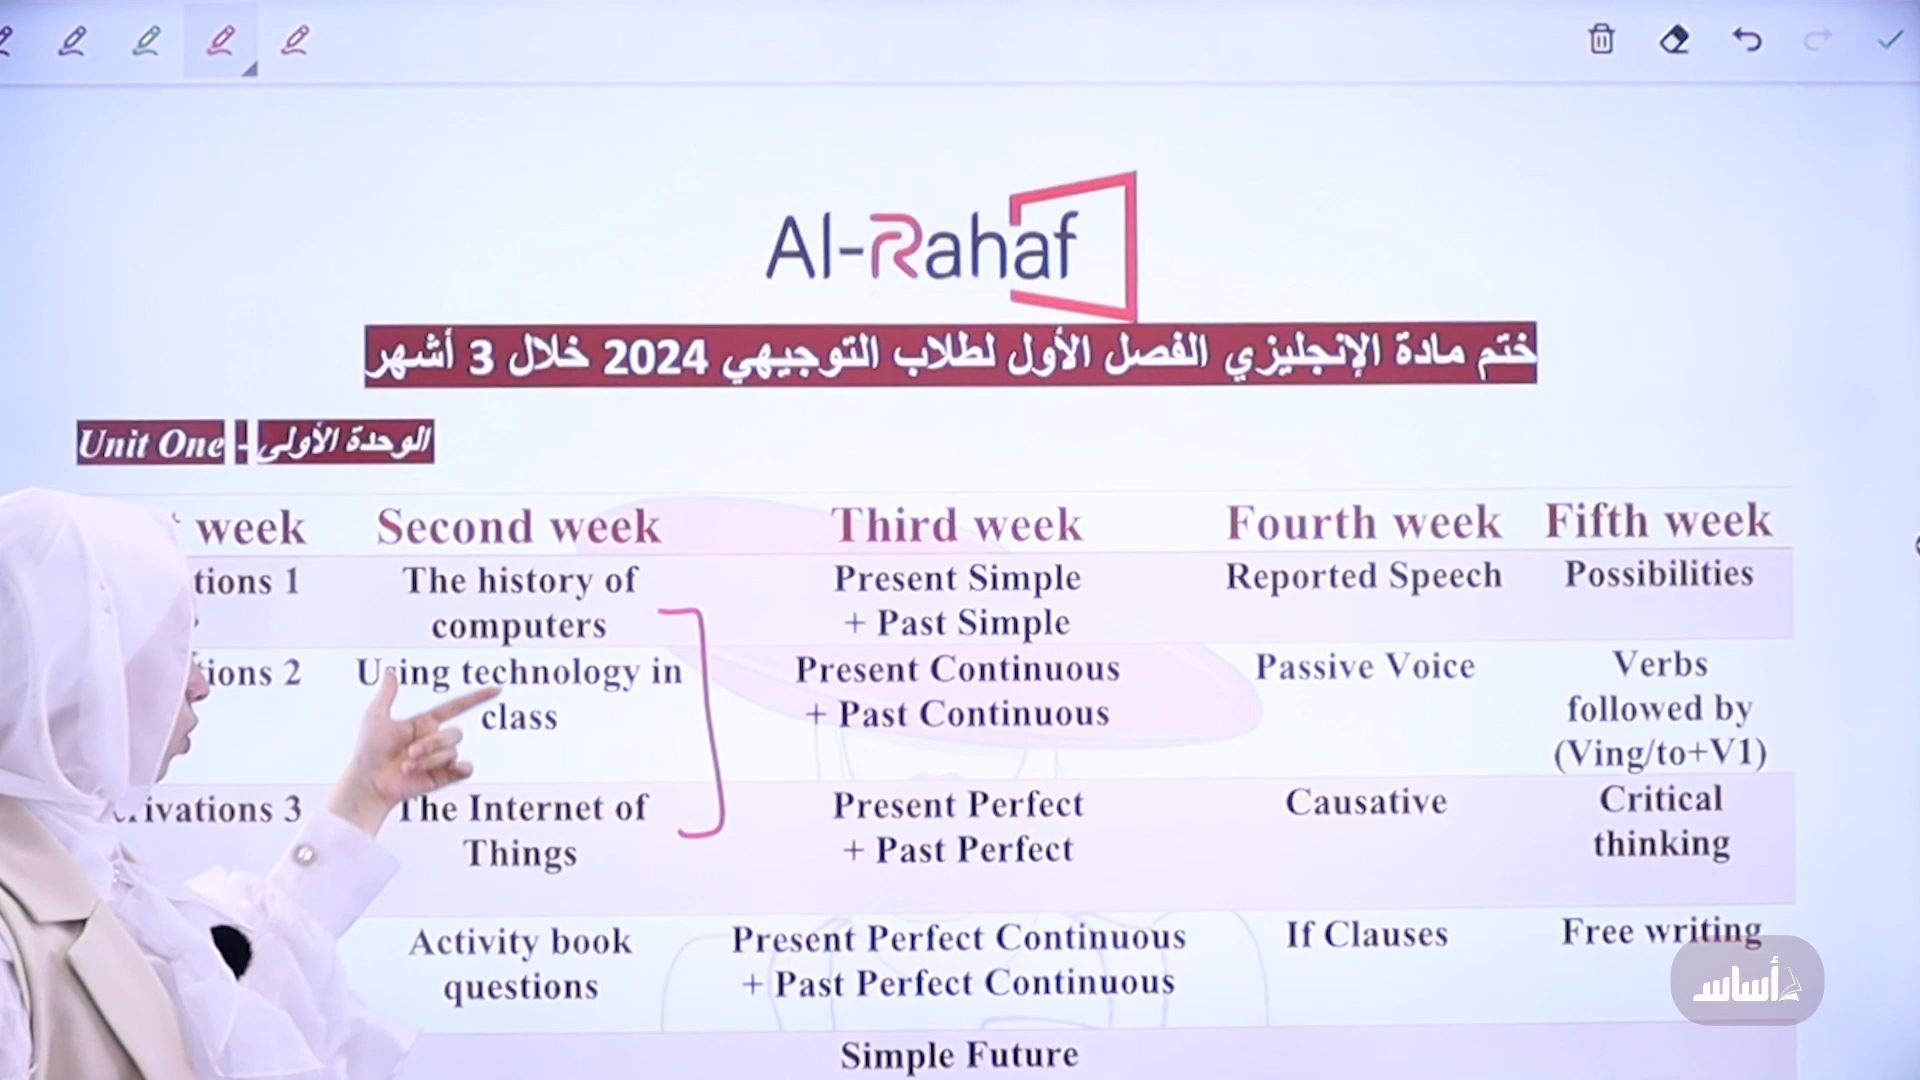 Al-Rahaf
ختم مادة الإنجليزي الفصل الأول لطلاب التوجيهي 2024 خلال 3 أشهر
الوحدة الأولى - Unit One
week
Second week
Third week
Fourth week
Fifth week
tions 1
The history of
computers
Present Simple
+ Past Simple
Reported Speech
Possibilities
tions 2
Using technology in
class
Present Continuous
+ Past Continuous
Passive Voice
Verbs
followed by
(Ving/to+V1)
ivations 3
The Internet of
Things
Present Perfect
+ Past Perfect
Causative
Critical
thinking
Activity book
questions
Present Perfect Continuous
+ Past Perfect Continuous
If Clauses
Free writing
Simple Future
أساس